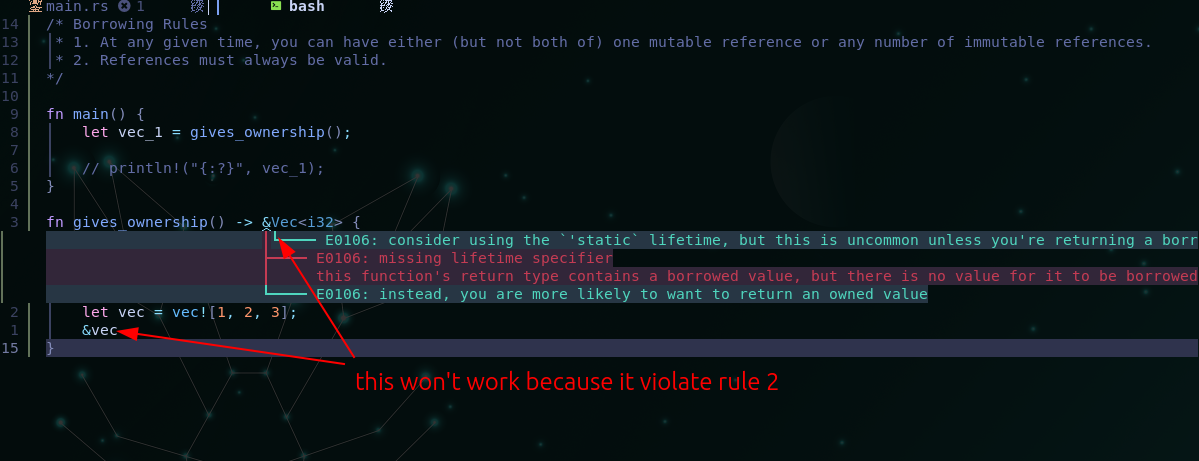 main.rs 1 bash
14 /* Borrowing Rules
13 * 1. At any given time, you can have either (but not both of) one mutable reference or any number of immutable references.
12 * 2. References must always be valid.
11 */
10
9 fn main() {
8 let vec_1 = gives_ownership();
7
6 // println!("{:?}", vec_1);
5 }
4
3 fn gives_ownership() -> &Vec<i32> {
E0106: consider using the `'static` lifetime, but this is uncommon unless you're returning a borr
E0106: missing lifetime specifier
this function's return type contains a borrowed value, but there is no value for it to be borrowed
E0106: instead, you are more likely to want to return an owned value
2 let vec = vec![1, 2, 3];
1 &vec
15 }
this won't work because it violate rule 2